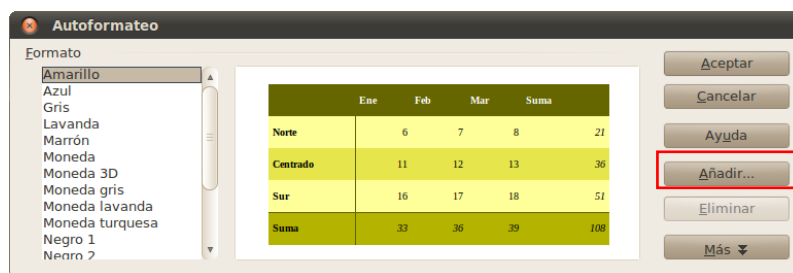 Autoformateo
Formato
Amarillo
Azul
Gris
Lavanda
Marrón
Moneda
Moneda 3D
Moneda gris
Moneda lavanda
Moneda turquesa
Negro 1
Negro 2
Ene Feb Mar Suma
Norte 6 7 8 21
Centrado 11 12 13 36
Sur 16 17 18 51
Suma 33 36 39 108
Aceptar
Cancelar
Ayuda
Añadir...
Eliminar
Más